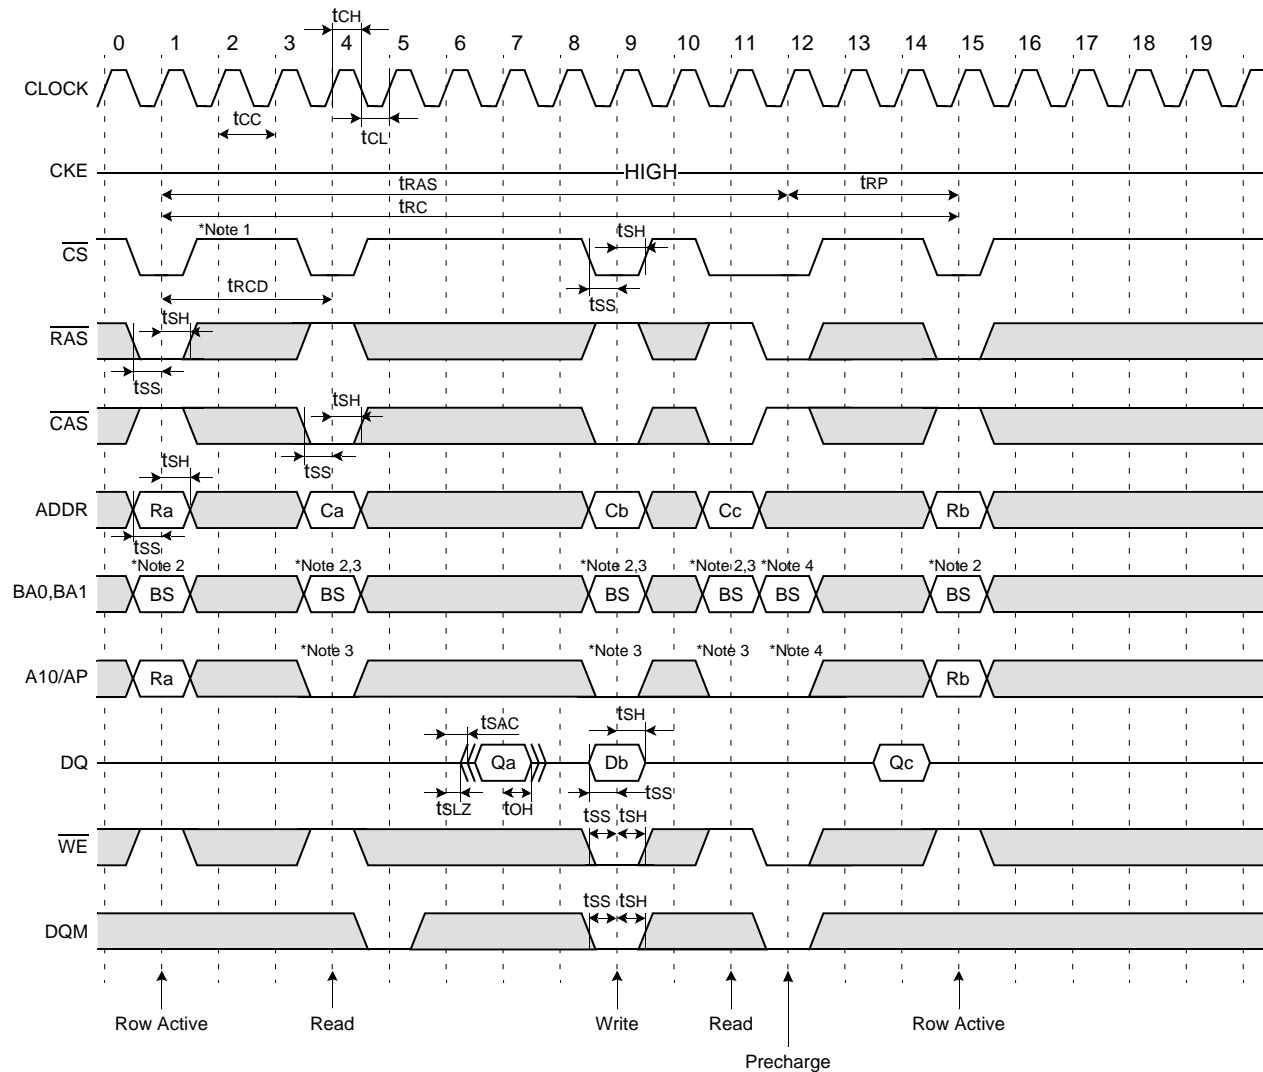 tCH
0 1 2 3 4 5 6 7 8 9 10 11 12 13 14 15 16 17 18 19
CLOCK
tCC
tCL
CKE
HIGH
tRAS
tRP
tRC
*Note 1
tSH
CS
tRCD
tSS
tSH
RAS
tSS
tSH
CAS
tSS
tSH
ADDR Ra Ca Cb Cc Rb
tSS
*Note 2 *Note 2,3 *Note 2,3 *Note 2,3 *Note 4 *Note 2
BA0,BA1 BS BS BS BS BS BS
*Note 3 *Note 3 *Note 3 *Note 4
A10/AP Ra Rb
tSAC
tSH
DQ Qa Db Qc
tSLZ tOH tSS
tSS tSH
WE
tSS tSH
DQM
Row Active Read Write Read Row Active
Precharge